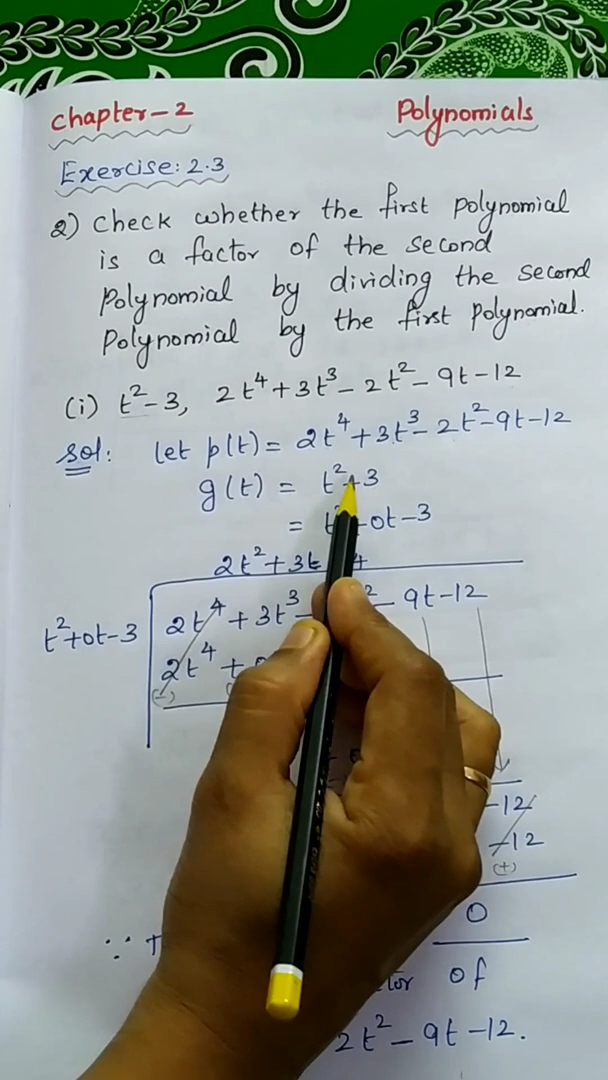 Chapter-2 Polynomials
Exercise: 2.3
2) Check whether the first polynomial
is a factor of the second
Polynomial by dividing the second
Polynomial by the first polynomial.
(i) t²-3, 2t⁴+3t³-2t²-9t-12
Sol: let p(t) = 2t⁴+3t³-2t²-9t-12
g(t) = t²-3
= 0t-3
2t²+3t
t²+0t-3 2t⁴+3t³- ² -9t-12
2t⁴+
(-)
-12
-12
(+)
0
∵
of
2t²-9t-12.